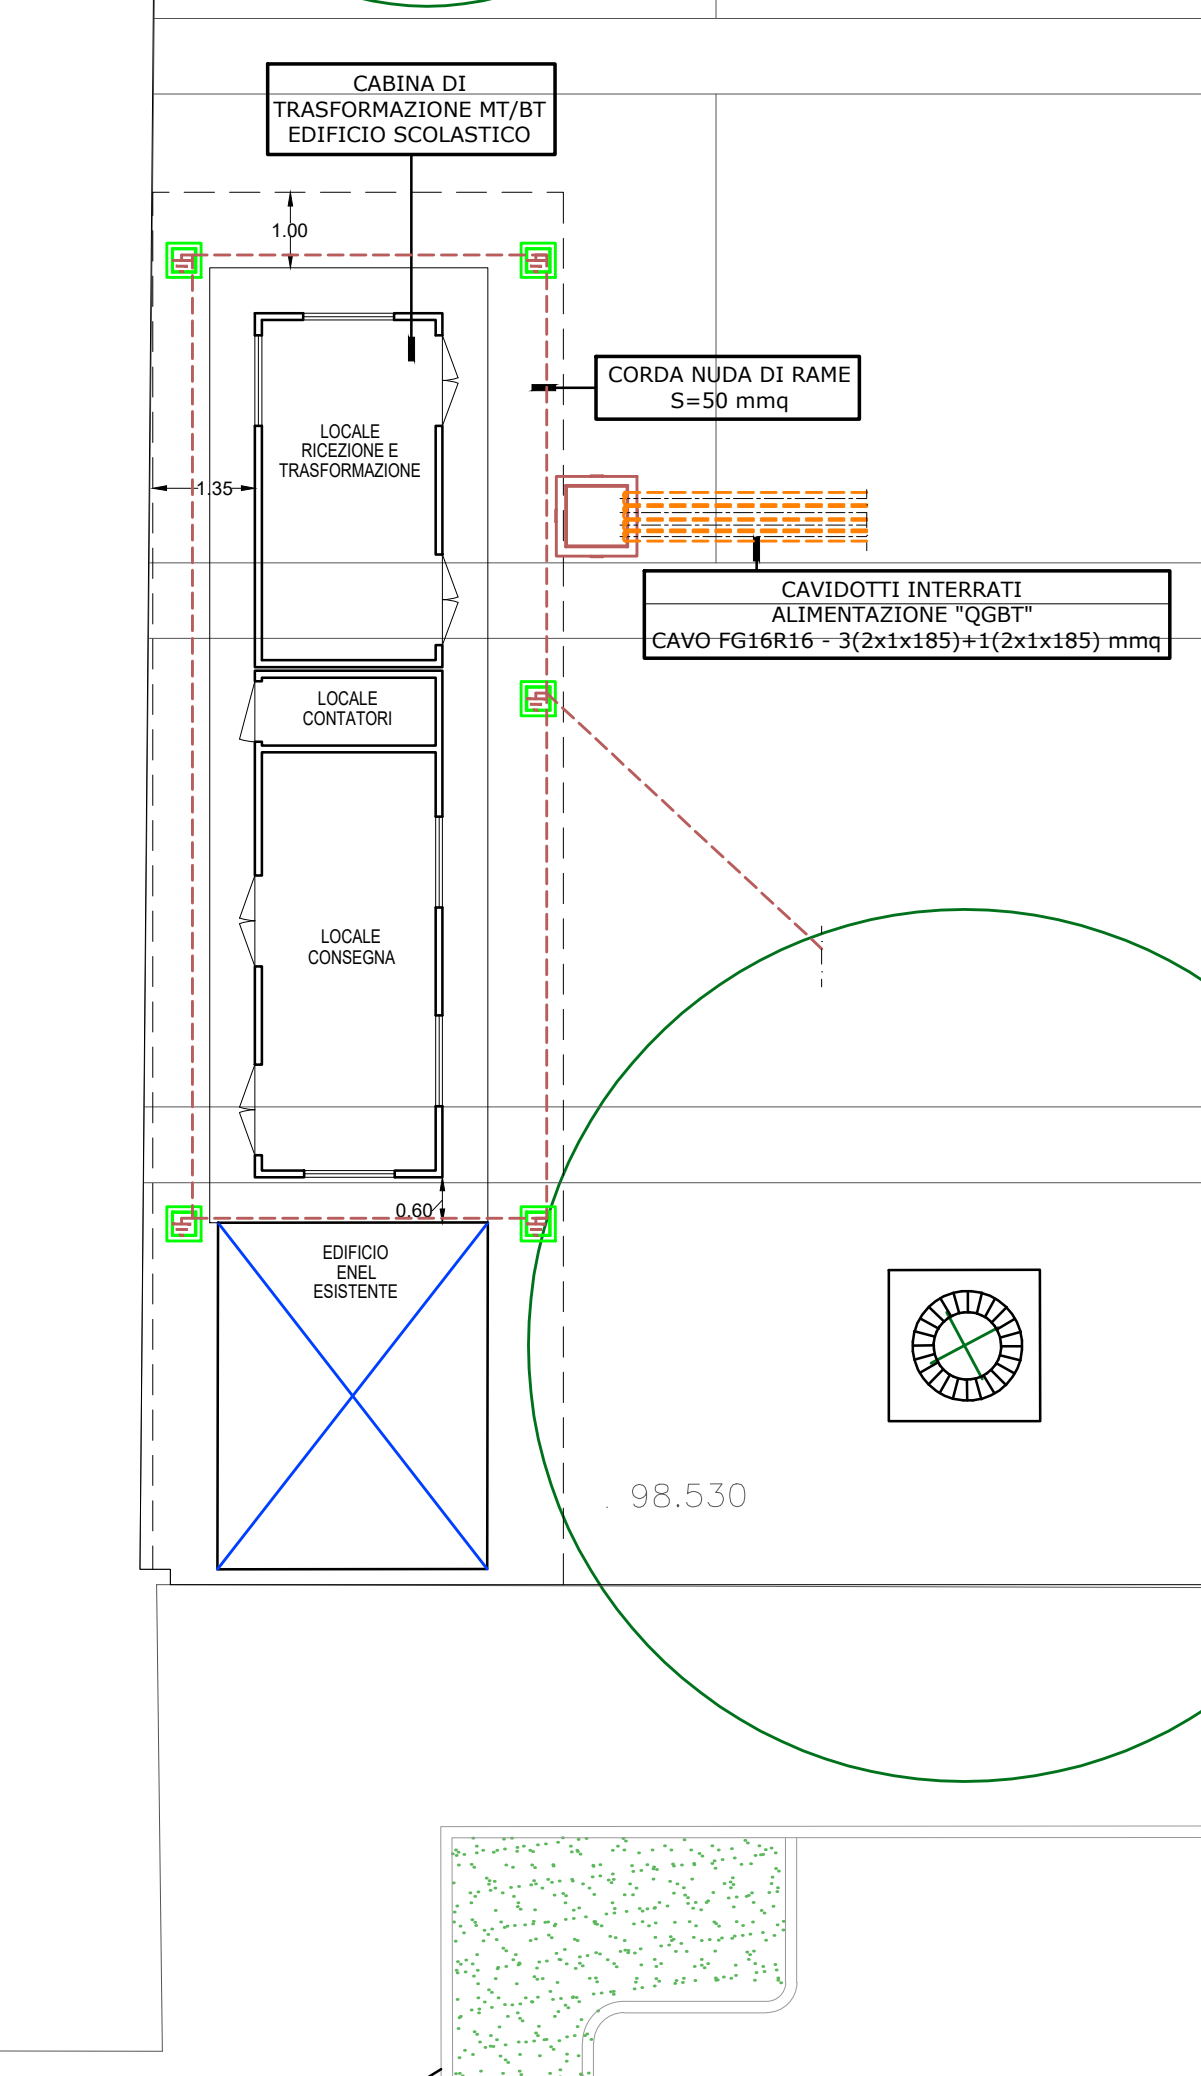 CABINA DI
TRASFORMAZIONE MT/BT
EDIFICIO SCOLASTICO
1.00
CORDA NUDA DI RAME
S=50 mmq
LOCALE
RICEZIONE E
TRASFORMAZIONE
1.35
CAVIDOTTI INTERRATI
ALIMENTAZIONE "QGBT"
CAVO FG16R16 - 3(2x1x185)+1(2x1x185) mmq
LOCALE
CONTATORI
LOCALE
CONSEGNA
0.60
EDIFICIO
ENEL
ESISTENTE
98.530